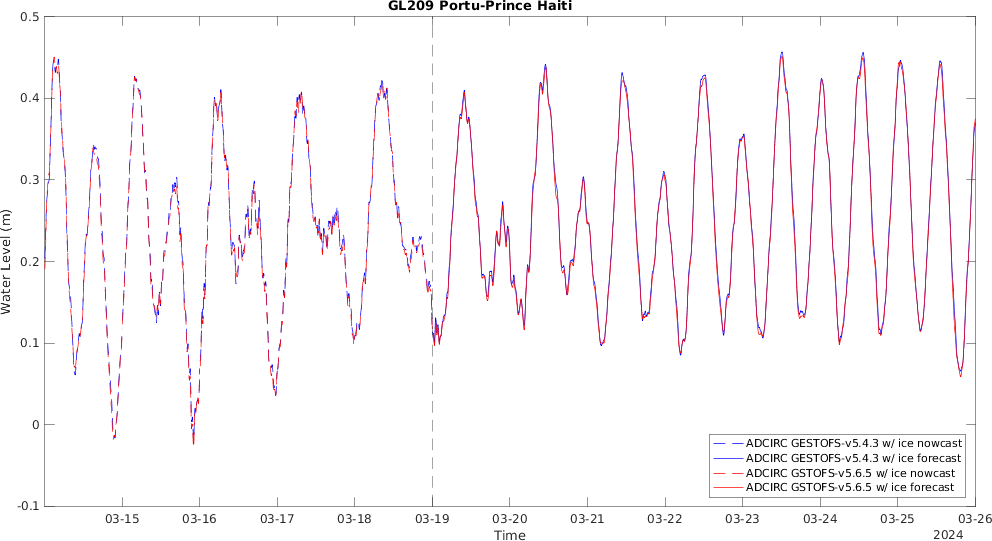 GL209 Portu-Prince Haiti
0.5
0.4
0.3
0.2
0.1
0
-0.1
Water Level (m)
03-15 03-16 03-17 03-18 03-19 03-20 03-21 03-22 03-23 03-24 03-25 03-26
Time
2024
ADCIRC GESTOFS-v5.4.3 w/ ice nowcast
ADCIRC GESTOFS-v5.4.3 w/ ice forecast
ADCIRC GSTOFS-v5.6.5 w/ ice nowcast
ADCIRC GSTOFS-v5.6.5 w/ ice forecast